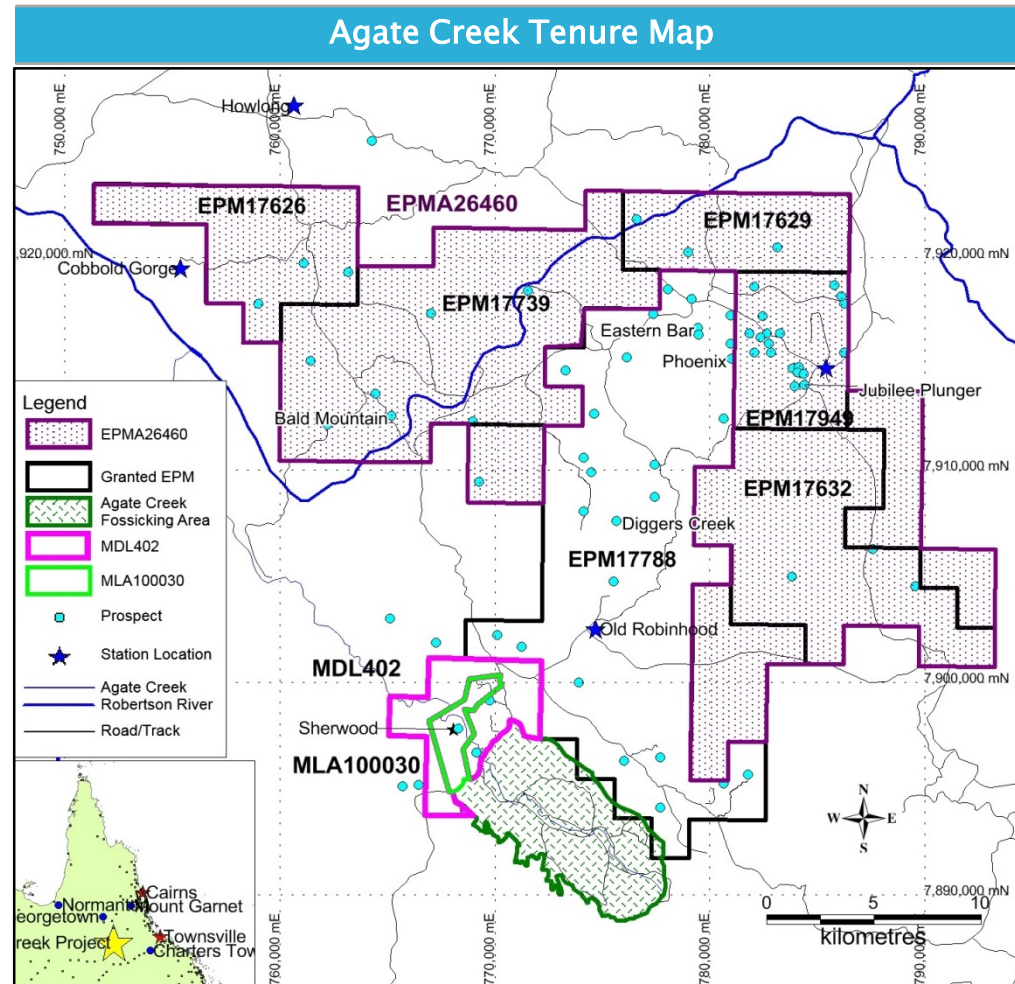 Agate Creek Tenure Map
750,000 mE
760,000 mE
770,000 mE
780,000 mE
790,000 mE
Howlong
EPM17626
EPMA26460
EPM17629
,920,000 mN
7,920,000 mN
Cobbold Gorge
EPM17739
Eastern Bar
Phoenix
Jubilee Plunger
Bald Mountain
EPM17949
7,910,000 mN
EPM17632
Diggers Creek
EPM17788
Old Robinhood
MDL402
7,900,000 mN
Sherwood
MLA100030
Legend
EPMA26460
Granted EPM
Agate Creek
Fossicking Area
MDL402
MLA100030
Prospect
Station Location
Agate Creek
Robertson River
Road/Track
N
W E
S
7,890,000 mN
0 5 10
kilometres
760,000 mE
770,000 mE
780,000 mE
790,000 mE
Cairns
Normant
Mount Garnet
eorgetown
reek Project
Townsville
Charters Tow